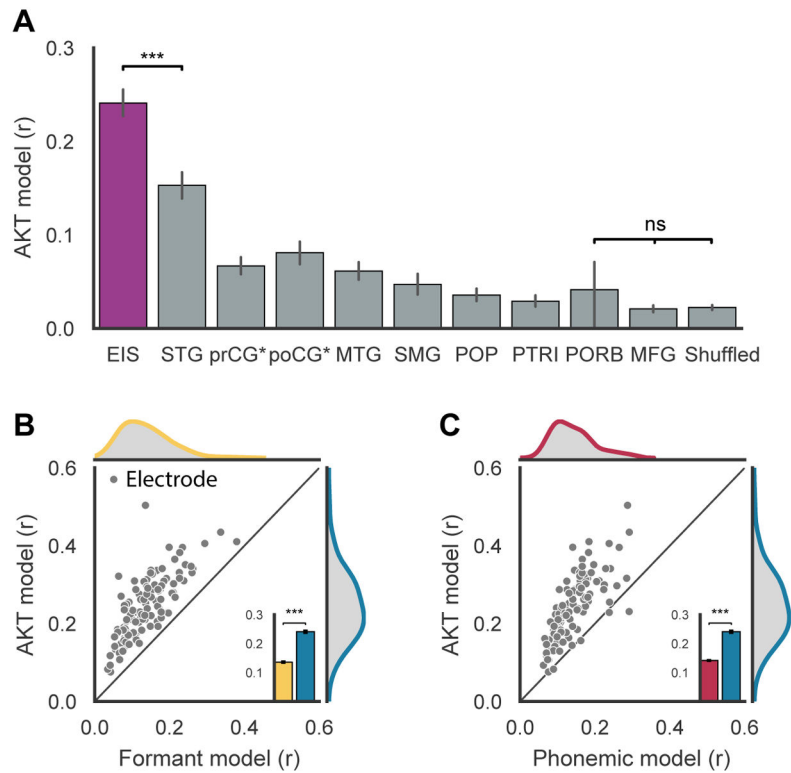 A
0.3
0.2
0.1
0.0
AKT model (r)
***
ns
EIS STG prCG* poCG* MTG SMG POP PTRI PORB MFG Shuffled
B
0.6
0.4
0.2
0.0
AKT model (r)
Electrode
0.3
0.2
0.1
***
0.0 0.2 0.4 0.6
Formant model (r)
C
0.6
0.4
0.2
0.0
AKT model (r)
0.3
0.2
0.1
***
0.0 0.2 0.4 0.6
Phonemic model (r)